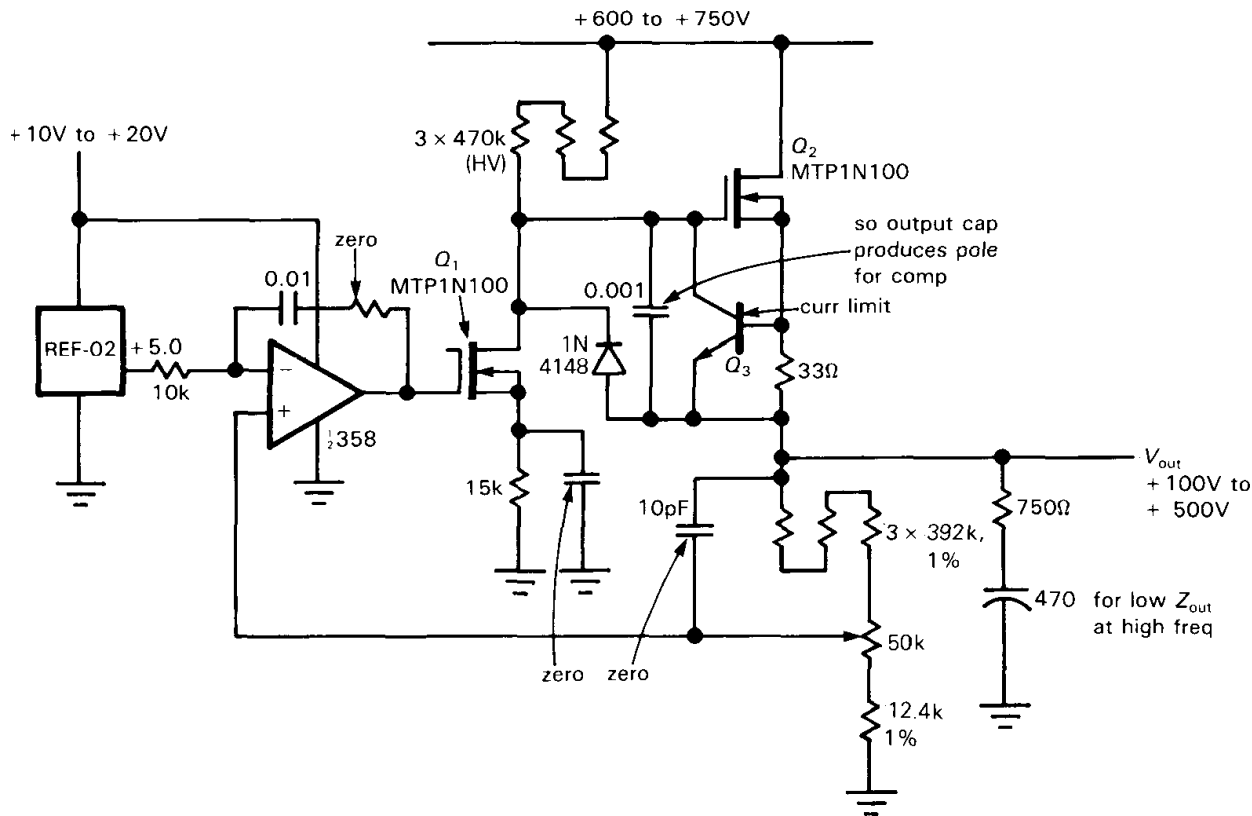 +600 to +750V
+10V to +20V
3 × 470k
(HV)
Q2
MTP1N100
so output cap
produces pole
for comp
zero
0.01
Q1
MTP1N100
0.001
curr limit
REF-02
+5.0
10k
−
+
½358
1N
4148
Q3
33Ω
15k
10pF
Vout
+100V to
+500V
750Ω
3 × 392k,
1%
470 for low Zout
at high freq
50k
zero zero
12.4k
1%